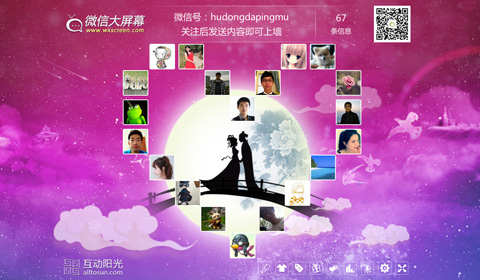 微信大屏幕
www.wxscreen.com
微信号：hudongdapingmu
关注后发送内容即可上墙
67
条信息
互动阳光
alltosun.com